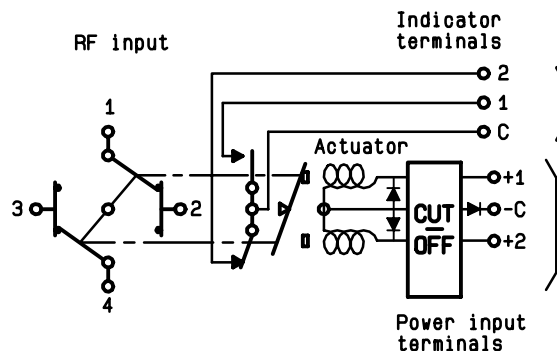 Indicator
terminals
RF input
2
1
C
1
Actuator
3
2
CUT
OFF
+1
-C
+2
4
Power input
terminals